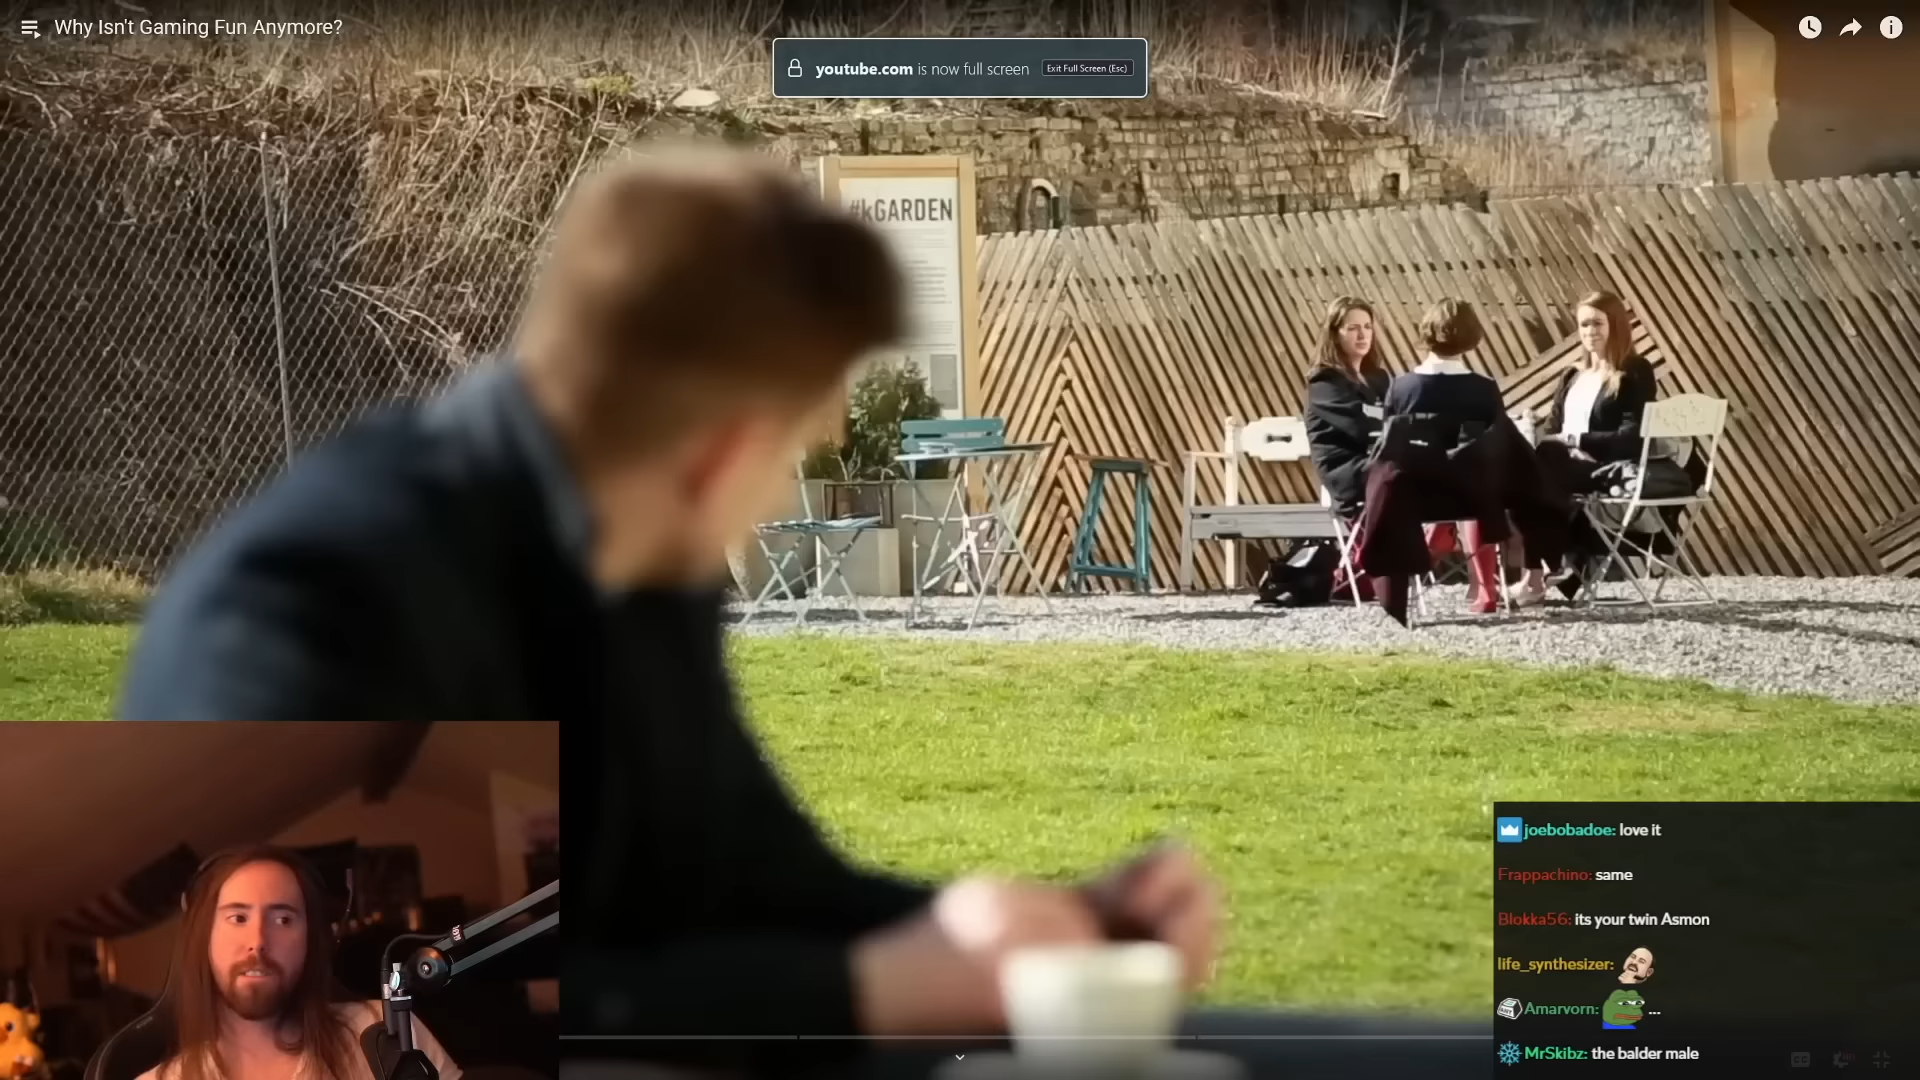 Why Isn't Gaming Fun Anymore?
youtube.com is now full screen Exit Full Screen (Esc)
#kGARDEN
joebobadoe: love it
Frappachino: same
Blokka56: its your twin Asmon
life_synthesizer:
Amarvorn: ...
MrSkibz: the balder male